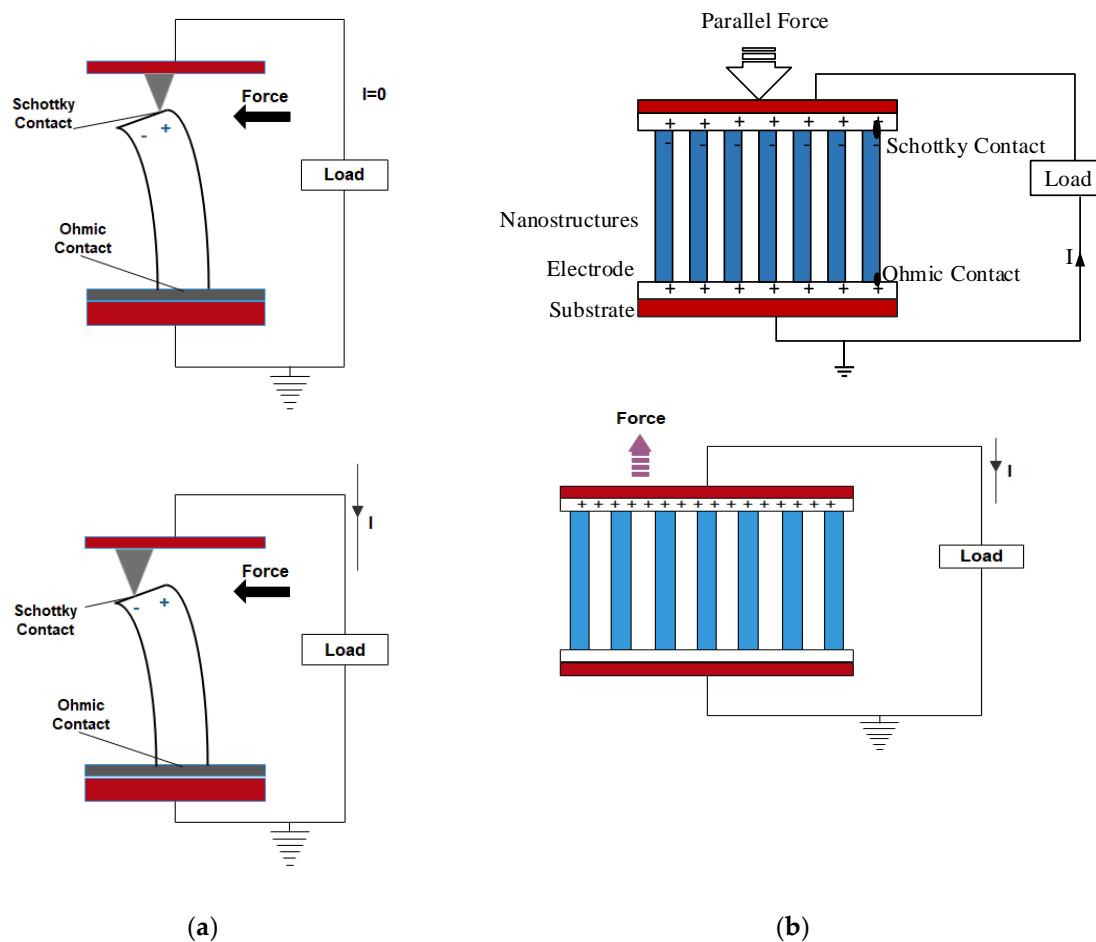 I=0
Force
Schottky
Contact
- +
Load
Ohmic
Contact
Parallel Force
+ + + + + + +
- - - - - - -
Schottky Contact
Load
Nanostructures
I
Electrode
Ohmic Contact
+ + + + + + +
Substrate
I
Force
Schottky
Contact
- +
Load
Ohmic
Contact
Force
I
+ + + + + + + + + + + + +
Load
(a)
(b)